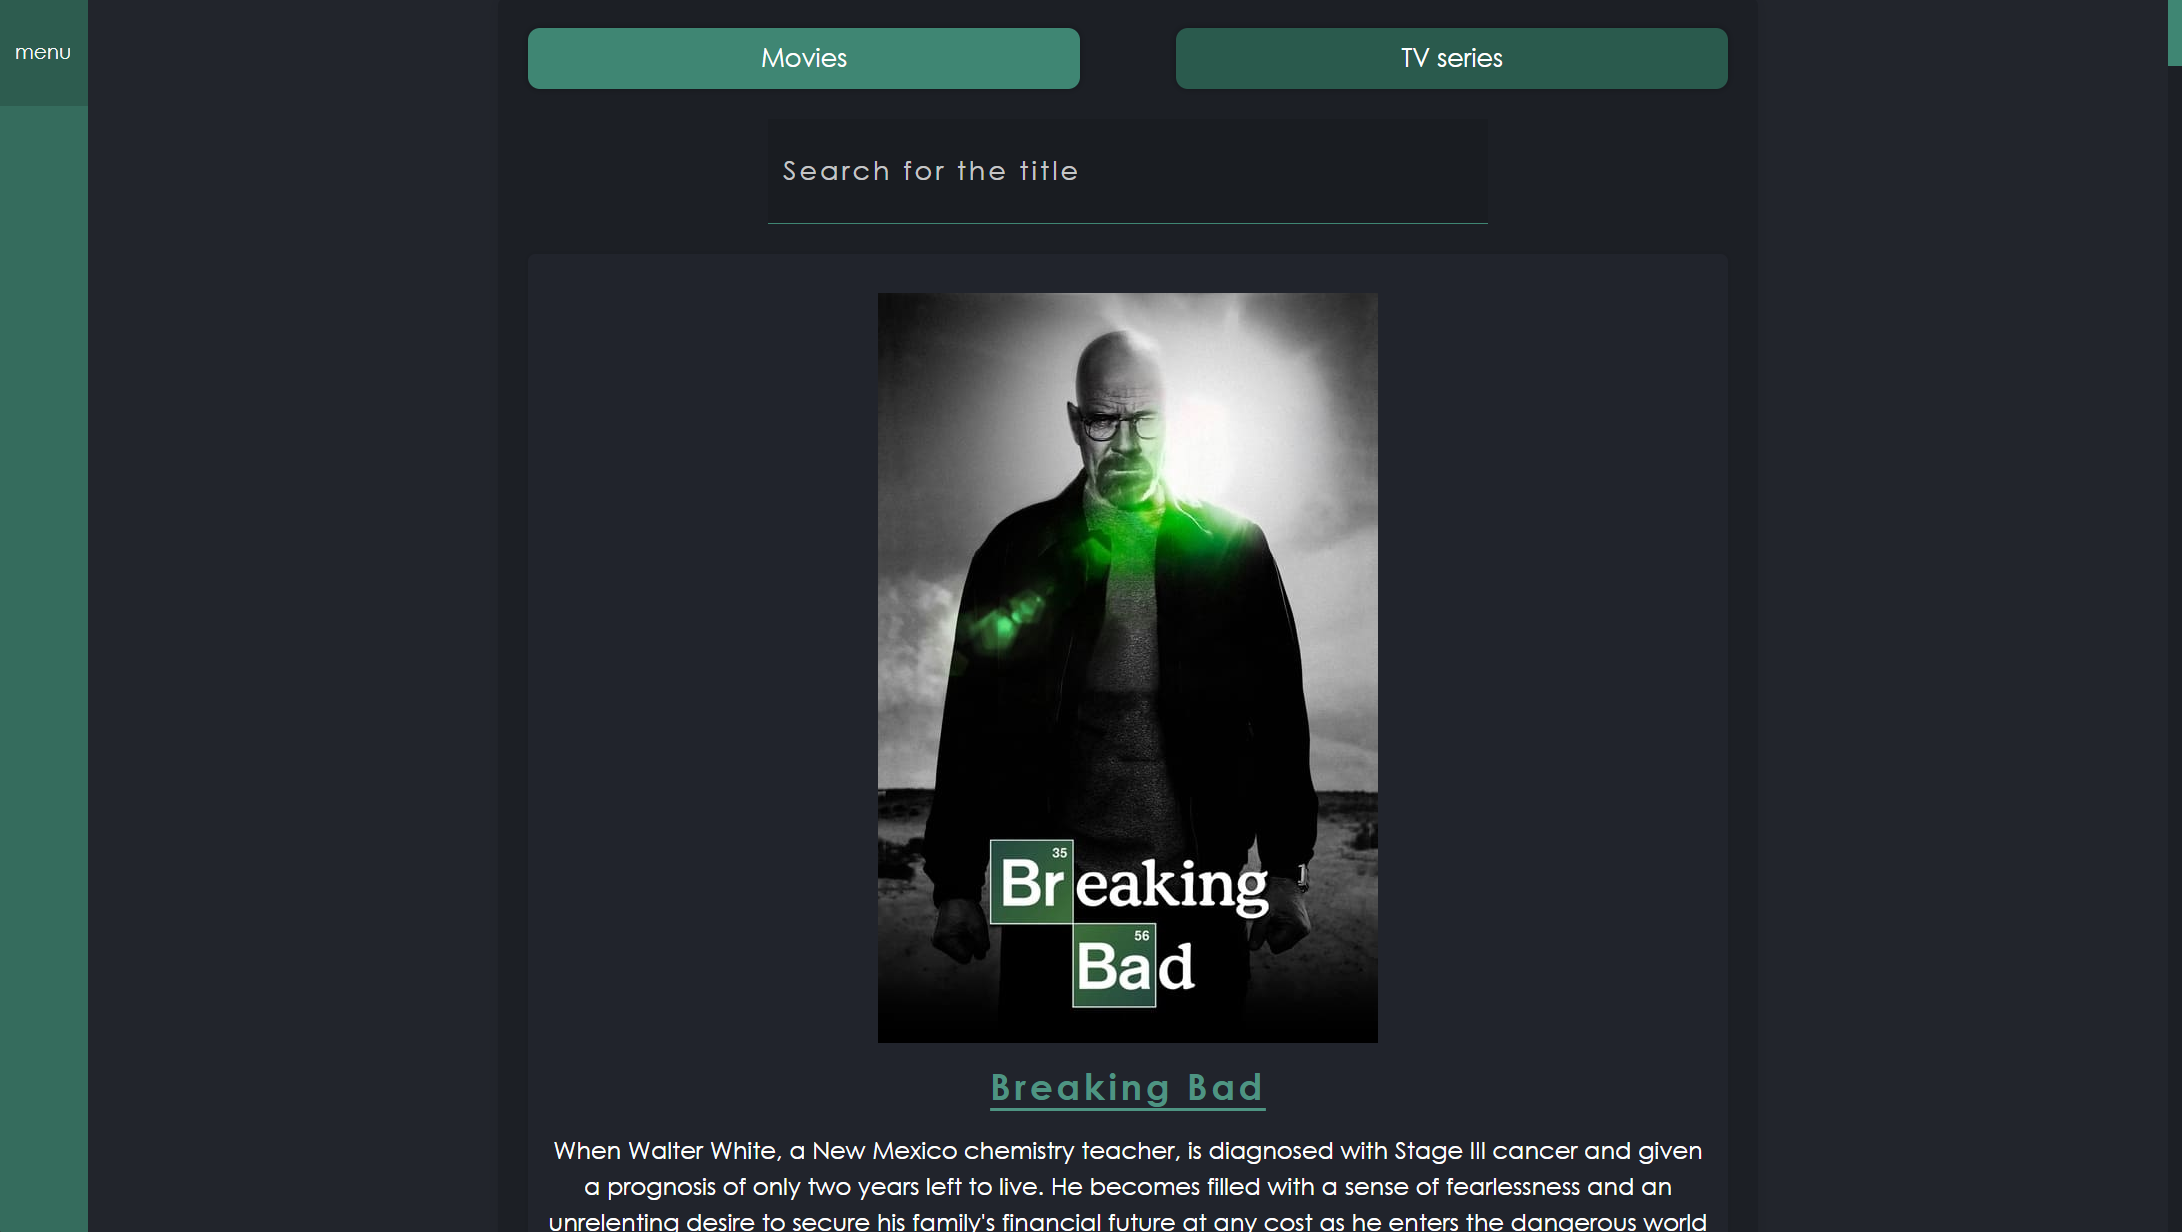 menu
Movies
TV series
Search for the title
35
Breaking
56
Bad
Breaking Bad
When Walter White, a New Mexico chemistry teacher, is diagnosed with Stage III cancer and given
a prognosis of only two years left to live. He becomes filled with a sense of fearlessness and an
unrelenting desire to secure his family's financial future at any cost as he enters the dangerous world